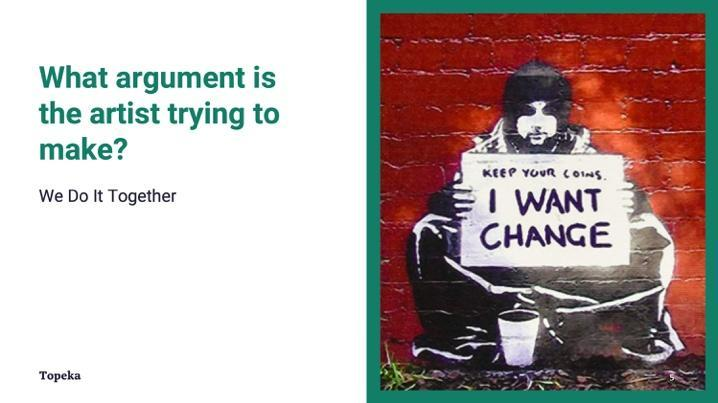 What argument is
the artist trying to
make?
We Do It Together
KEEP YOUR COINS.
I WANT
CHANGE
Topeka
5